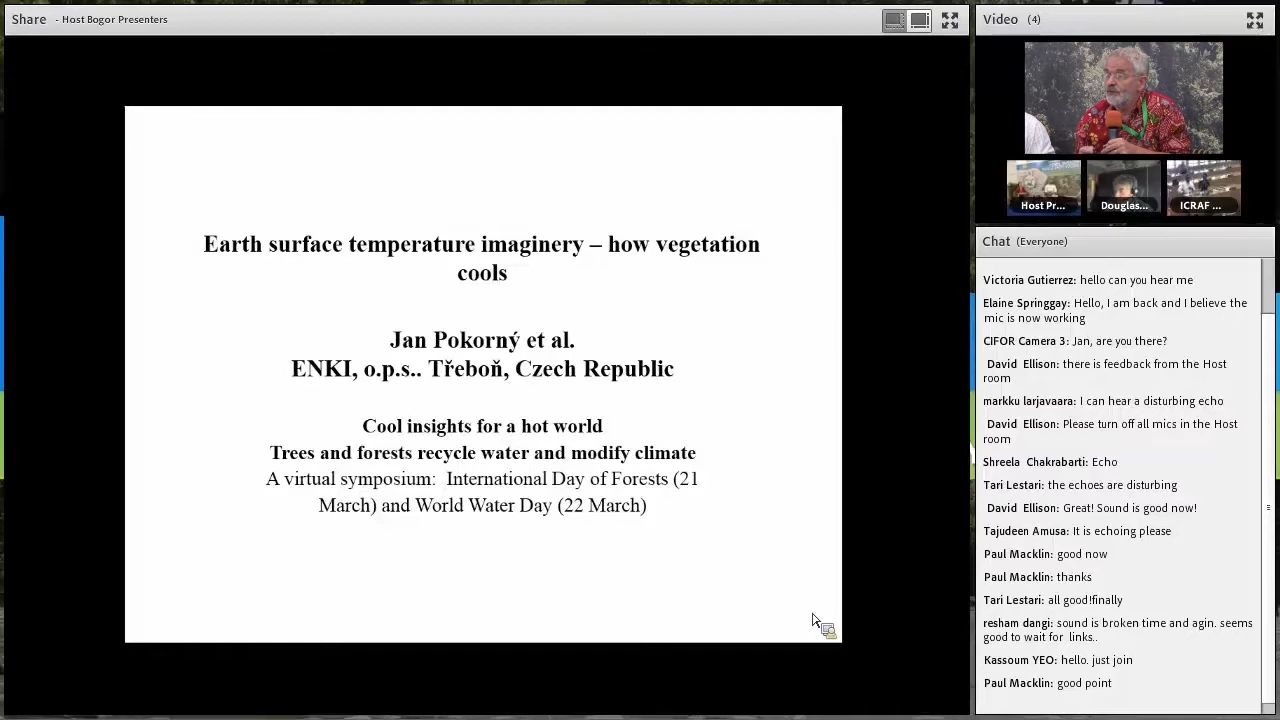 Share - Host Bogor Presenters
Earth surface temperature imaginery – how vegetation
cools
Jan Pokorný et al.
ENKI, o.p.s.. Třeboň, Czech Republic
Cool insights for a hot world
Trees and forests recycle water and modify climate
A virtual symposium: International Day of Forests (21
March) and World Water Day (22 March)
Video (4)
Host Pr...
Douglas...
ICRAF ...
Chat (Everyone)
Victoria Gutierrez: hello can you hear me
Elaine Springgay: Hello, I am back and I believe the
mic is now working
CIFOR Camera 3: Jan, are you there?
David Ellison: there is feedback from the Host
room
markku larjavaara: I can hear a disturbing echo
David Ellison: Please turn off all mics in the Host
room
Shreela Chakrabarti: Echo
Tari Lestari: the echoes are disturbing
David Ellison: Great! Sound is good now!
Tajudeen Amusa: It is echoing please
Paul Macklin: good now
Paul Macklin: thanks
Tari Lestari: all good!finally
resham dangi: sound is broken time and agin. seems
good to wait for links..
Kassoum YEO: hello. just join
Paul Macklin: good point